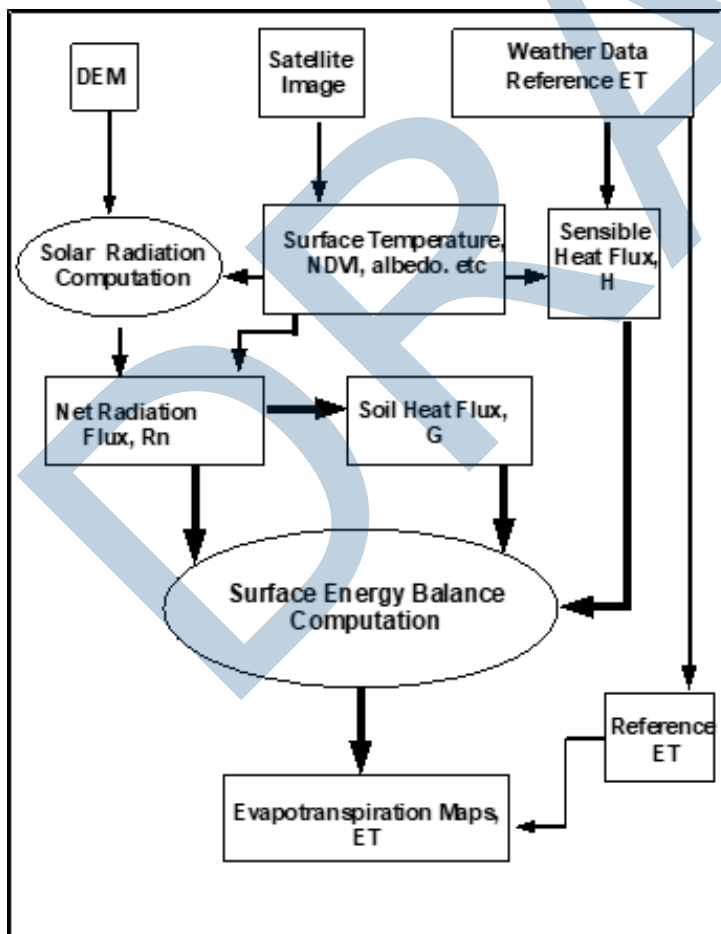 DEM
Satellite
Image
Weather Data
Reference ET
Solar Radiation
Computation
Surface Temperature,
NDVI, albedo. etc
Sensible
Heat Flux,
H
Net Radiation
Flux, Rn
Soil Heat Flux,
G
Surface Energy Balance
Computation
Reference
ET
Evapotranspiration Maps,
ET
DRA